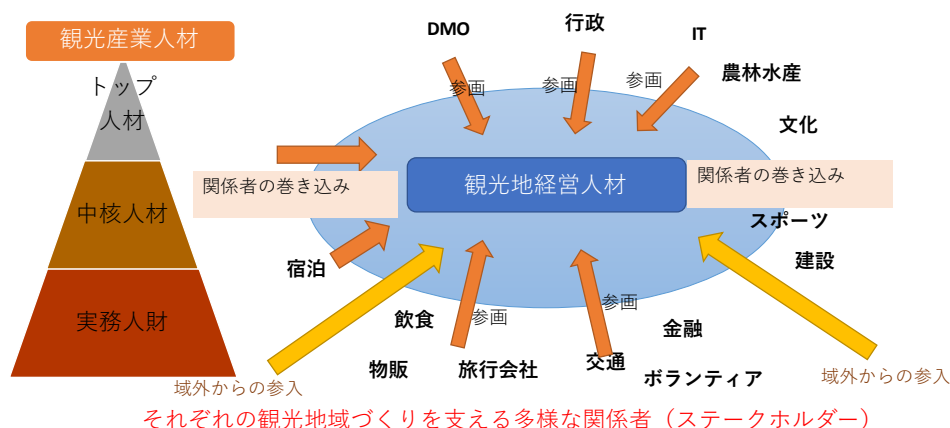 観光産業人材
トップ
人材
中核人材
実務人財
DMO
行政
IT
農林水産
文化
参画
参画
参画
関係者の巻き込み
観光地経営人材
関係者の巻き込み
スポーツ
建設
宿泊
飲食
参画
参画
金融
物販
旅行会社
交通
ボランティア
域外からの参入
域外からの参入
それぞれの観光地域づくりを支える多様な関係者（ステークホルダー）